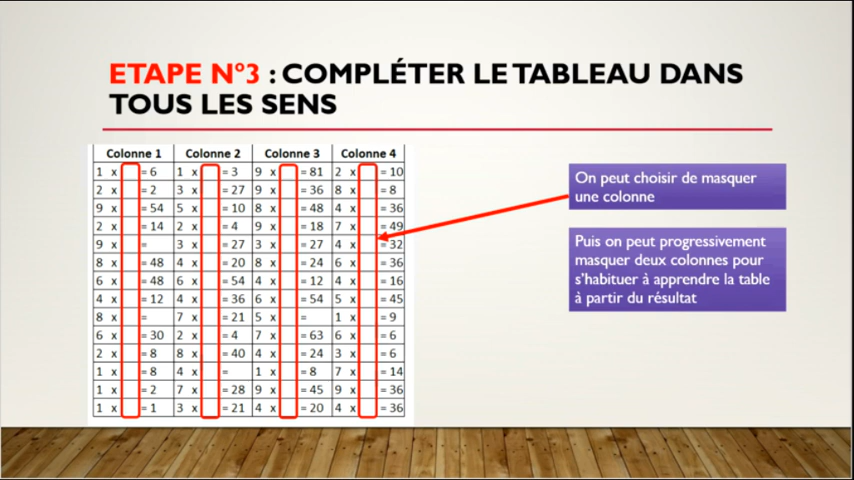 ETAPE N°3 : COMPLÉTER LE TABLEAU DANS
TOUS LES SENS
Colonne 1 Colonne 2 Colonne 3 Colonne 4
1 x = 6 1 x = 3 9 x = 81 2 x = 10
2 x = 2 3 x = 27 9 x = 36 8 x = 8
9 x = 54 5 x = 10 8 x = 48 4 x = 36
2 x = 14 2 x = 4 9 x = 18 7 x = 49
9 x = 3 x = 27 3 x = 27 4 x = 32
8 x = 48 4 x = 20 8 x = 24 6 x = 36
6 x = 48 6 x = 54 4 x = 12 4 x = 16
4 x = 12 4 x = 36 6 x = 54 5 x = 45
8 x = 7 x = 21 5 x = 1 x = 9
6 x = 30 2 x = 4 7 x = 63 6 x = 6
2 x = 8 8 x = 40 4 x = 24 3 x = 6
1 x = 8 4 x = 1 x = 8 7 x = 14
1 x = 2 7 x = 28 9 x = 45 9 x = 36
1 x = 1 3 x = 21 4 x = 20 4 x = 36
On peut choisir de masquer
une colonne
Puis on peut progressivement
masquer deux colonnes pour
s'habituer à apprendre la table
à partir du résultat